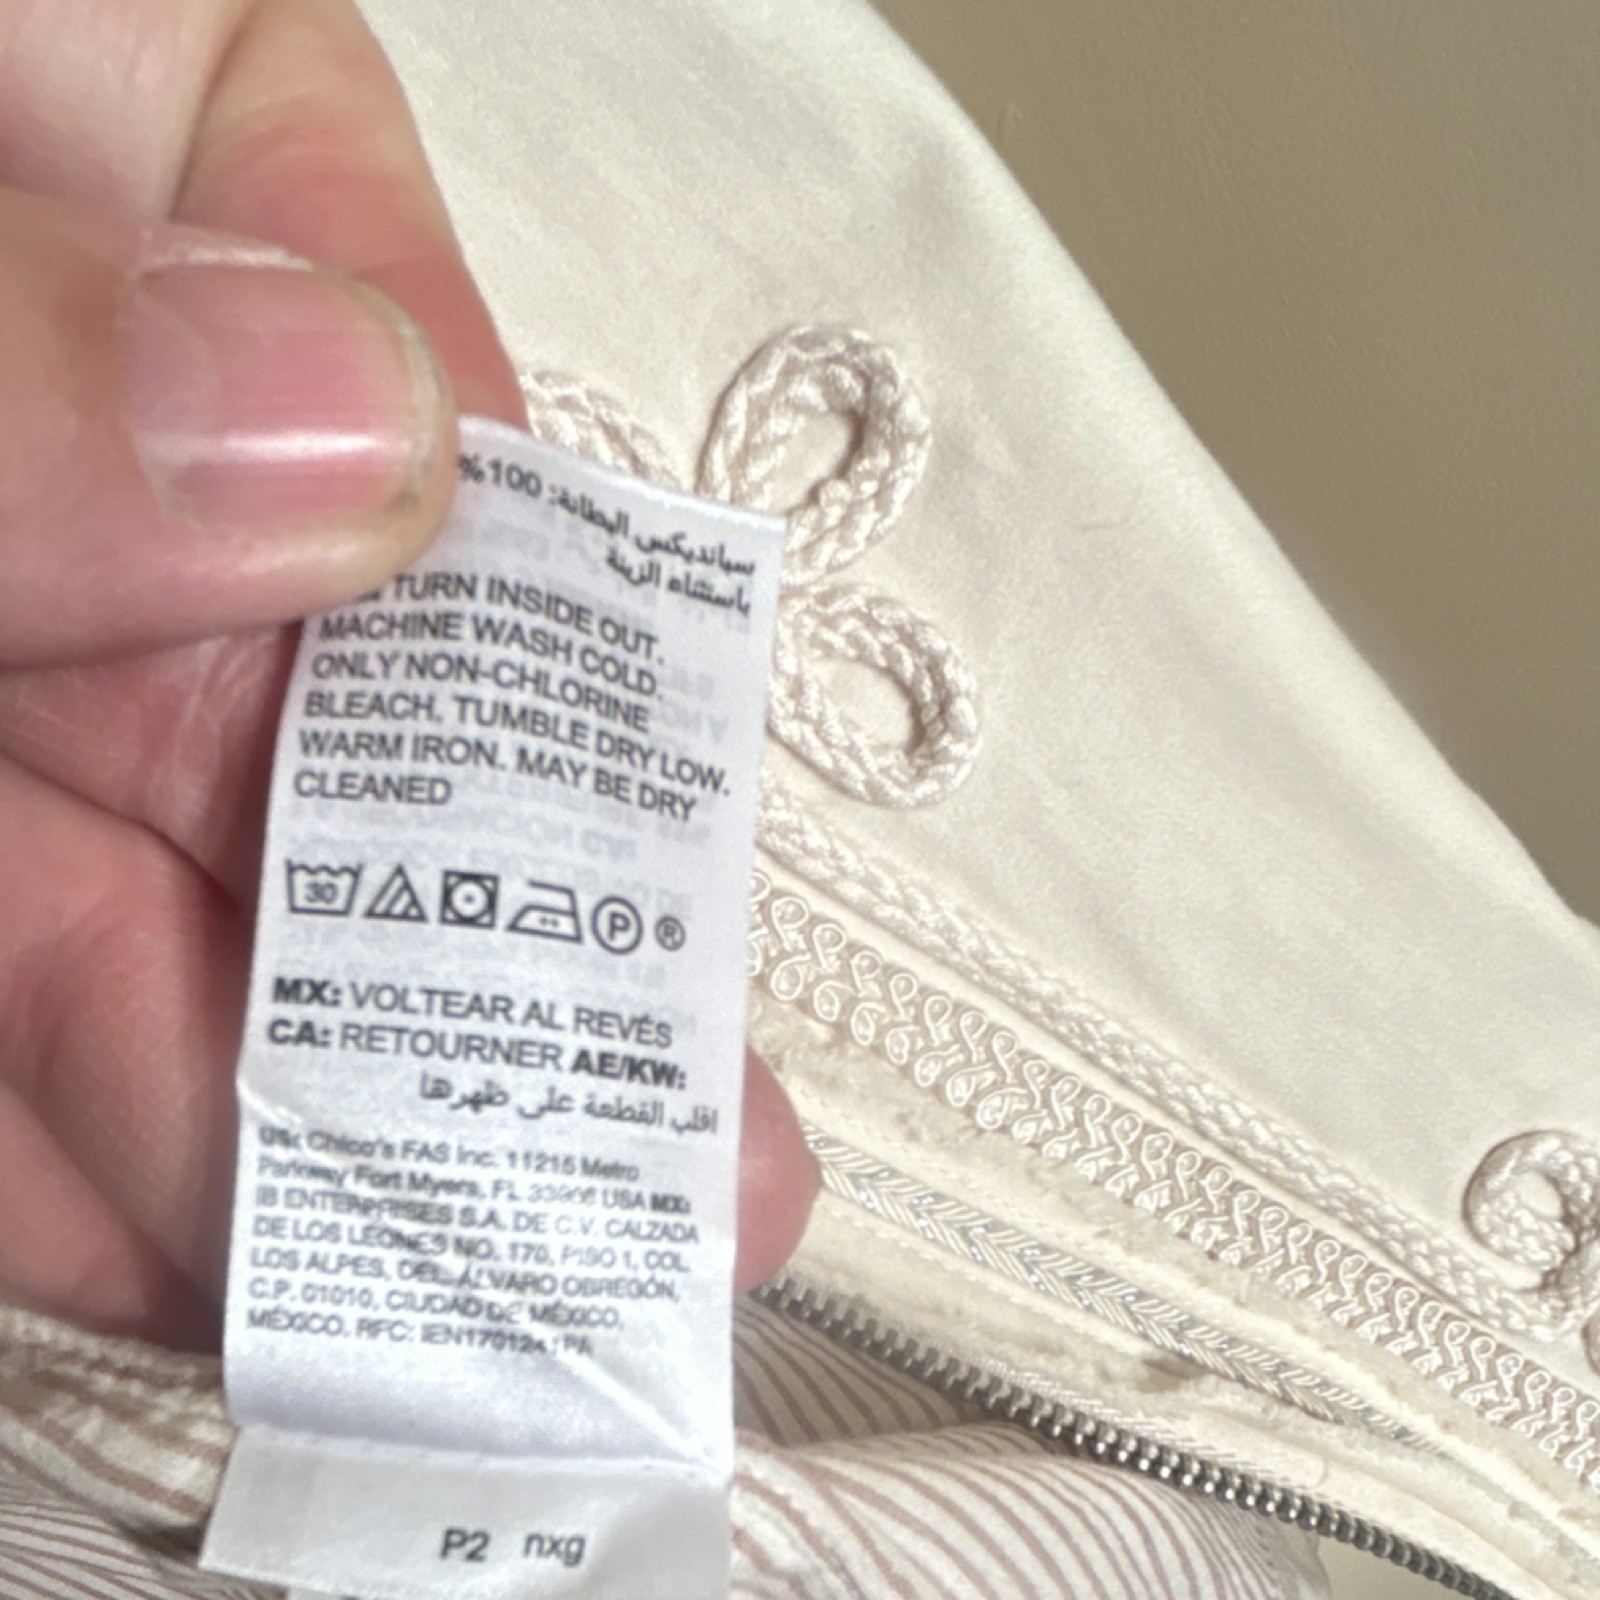 سباندیکس البطانة: 100%
باستثناء الزينة
TURN INSIDE OUT.
MACHINE WASH COLD.
ONLY NON-CHLORINE
BLEACH. TUMBLE DRY LOW.
WARM IRON. MAY BE DRY
CLEANED
30 P ®
MX: VOLTEAR AL REVÉS
CA: RETOURNER AE/KW:
اقلب القطعة على ظهرها
US: Chico's FAS Inc. 11215 Metro
Parkway Fort Myers, FL 33966 USA MX:
IB ENTERPRISES S.A. DE C.V. CALZADA
DE LOS LEONES NO. 170, PISO 1, COL.
LOS ALPES, DEL. ÁLVARO OBREGÓN,
C.P. 01010, CIUDAD DE MÉXICO,
MÉXICO. RFC:
P2 nxg